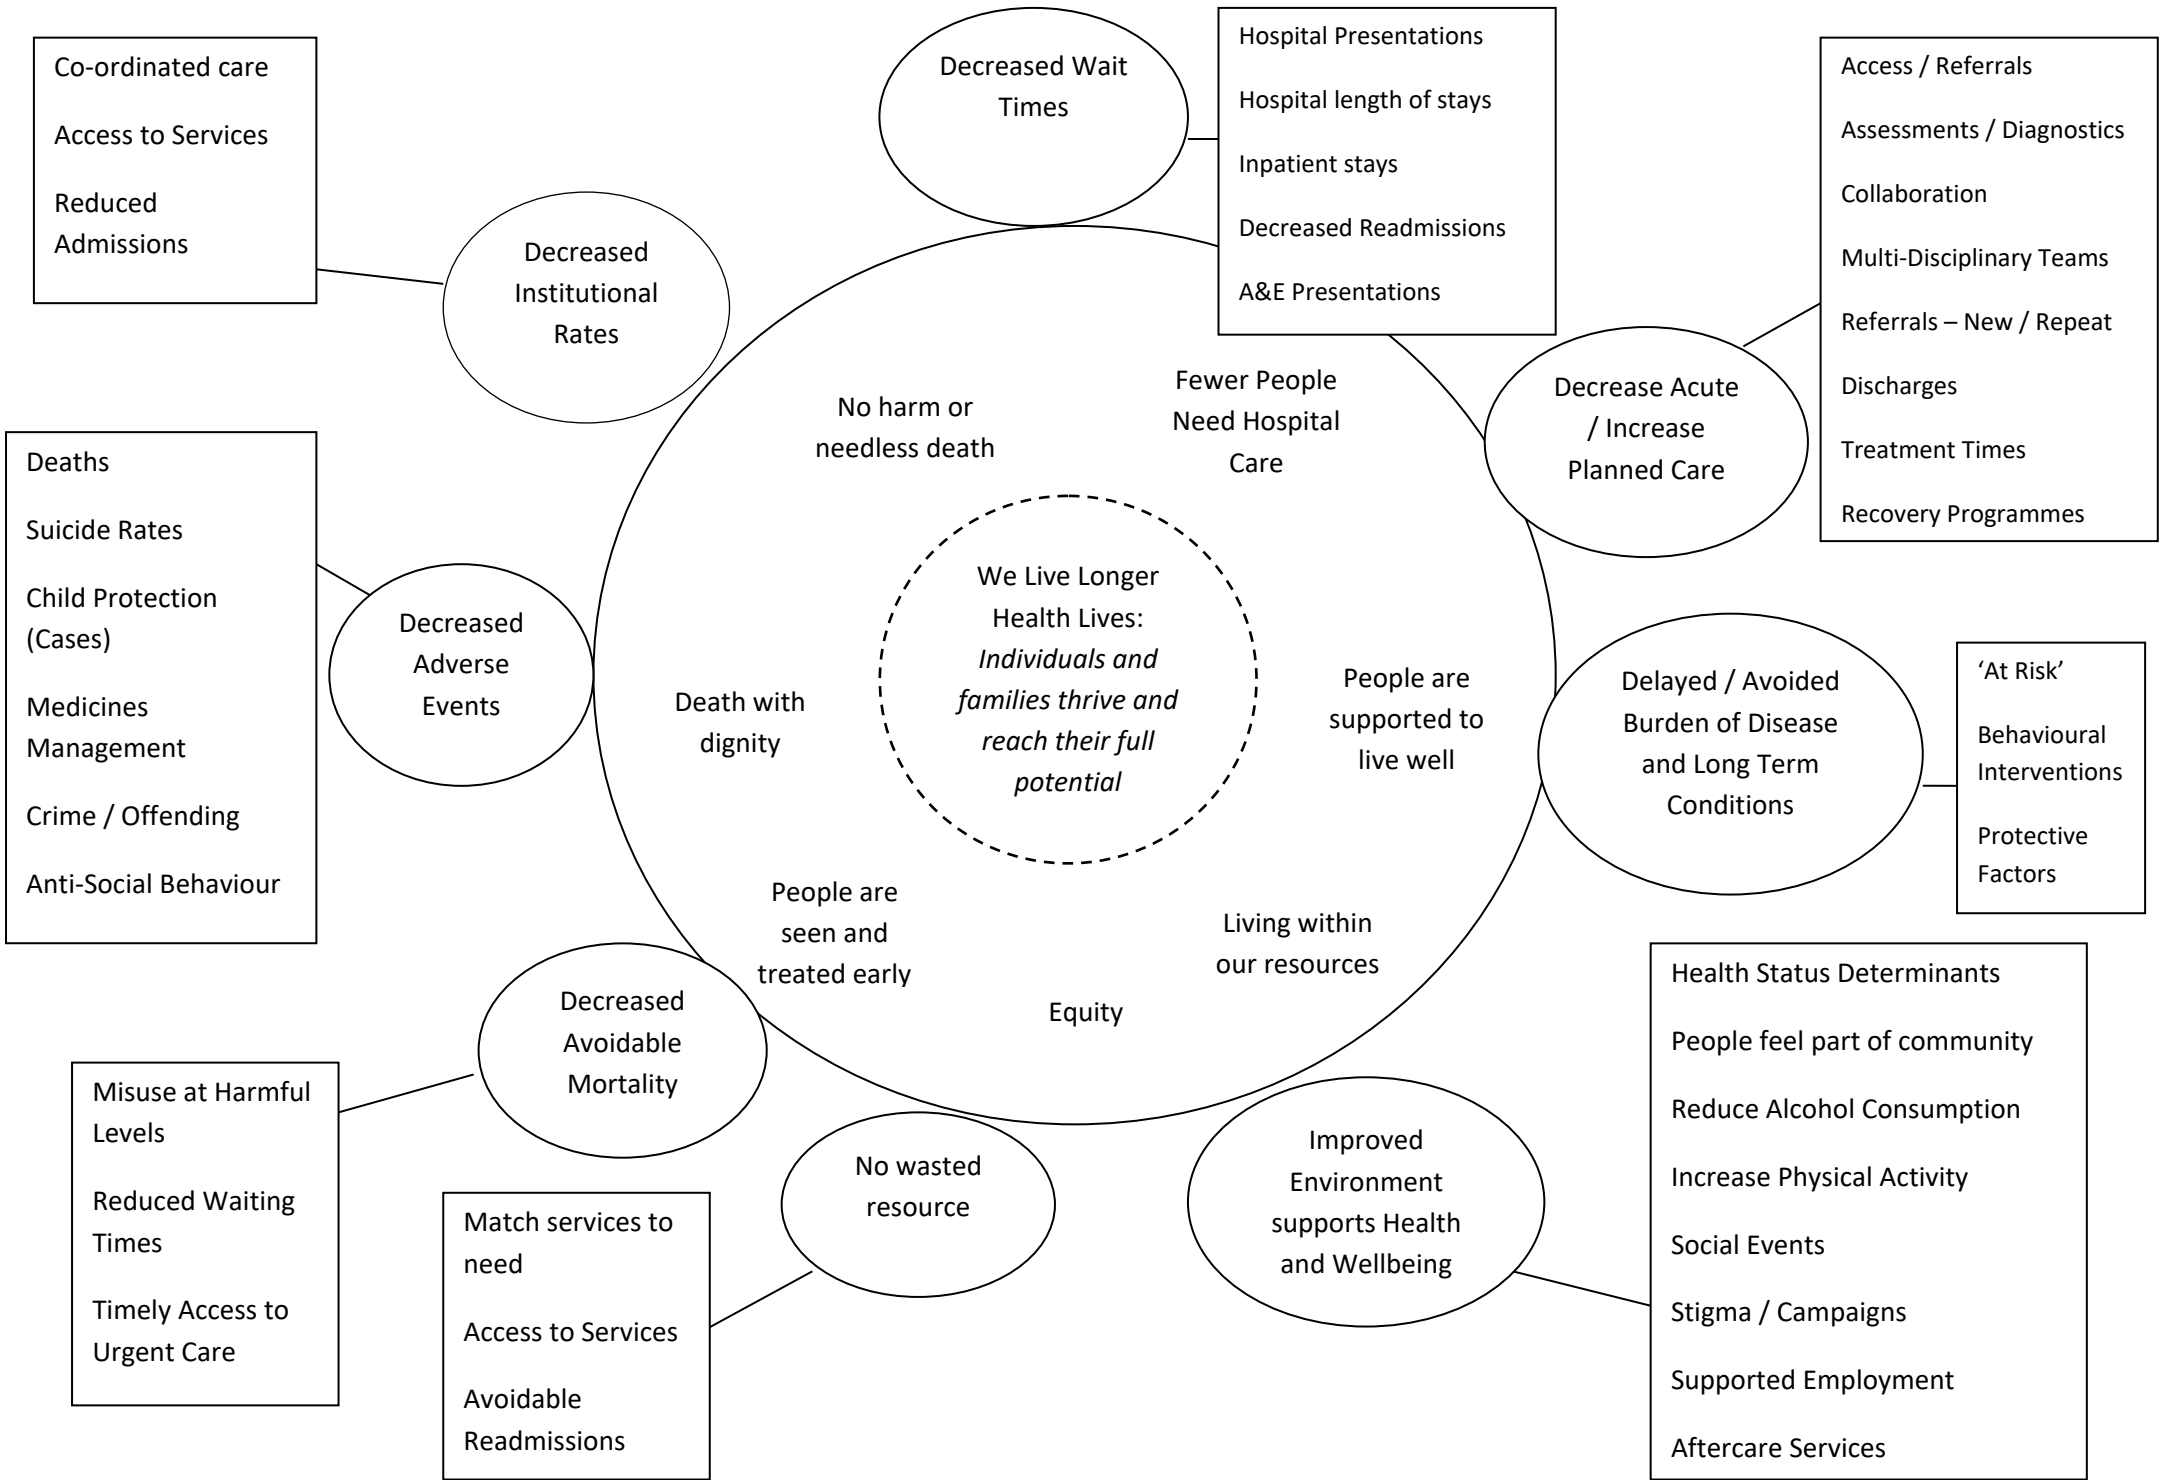 Co-ordinated care
Access to Services
Reduced
Admissions
Decreased
Institutional
Rates
Decreased Wait
Times
Hospital Presentations
Hospital length of stays
Inpatient stays
Decreased Readmissions
A&E Presentations
Access / Referrals
Assessments / Diagnostics
Collaboration
Multi-Disciplinary Teams
Referrals – New / Repeat
Discharges
Treatment Times
Recovery Programmes
Decrease Acute
/ Increase
Planned Care
No harm or
needless death
Fewer People
Need Hospital
Care
Deaths
Suicide Rates
Child Protection
(Cases)
Medicines
Management
Crime / Offending
Anti-Social Behaviour
Decreased
Adverse
Events
Death with
dignity
We Live Longer
Health Lives:
Individuals and
families thrive and
reach their full
potential
People are
supported to
live well
Delayed / Avoided
Burden of Disease
and Long Term
Conditions
‘At Risk’
Behavioural
Interventions
Protective
Factors
People are
seen and
treated early
Equity
Living within
our resources
Decreased
Avoidable
Mortality
Misuse at Harmful
Levels
Reduced Waiting
Times
Timely Access to
Urgent Care
No wasted
resource
Match services to
need
Access to Services
Avoidable
Readmissions
Improved
Environment
supports Health
and Wellbeing
Health Status Determinants
People feel part of community
Reduce Alcohol Consumption
Increase Physical Activity
Social Events
Stigma / Campaigns
Supported Employment
Aftercare Services